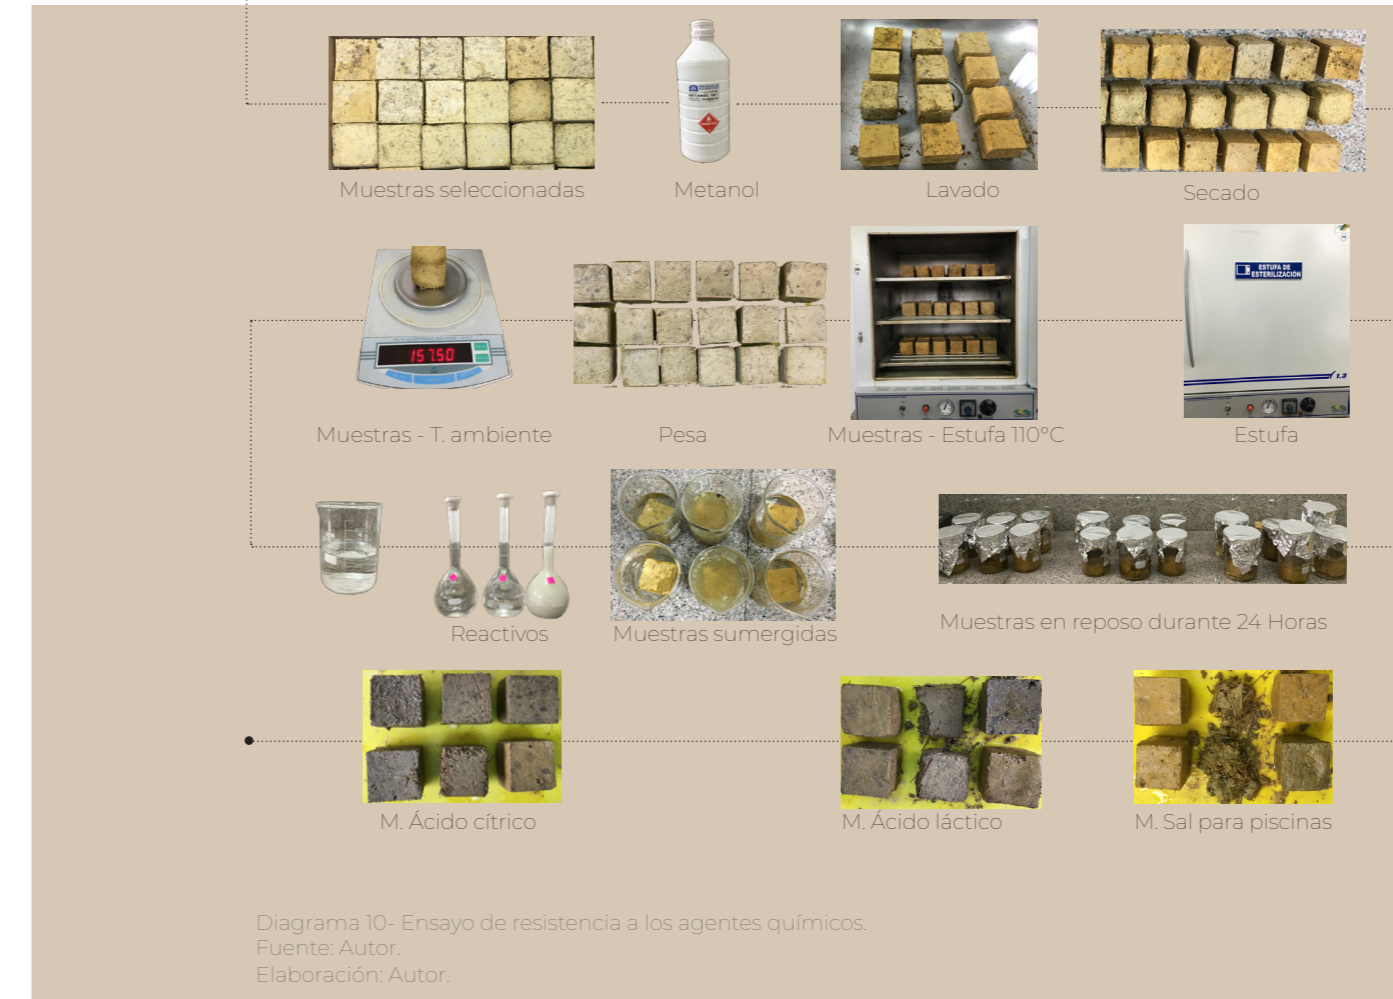 Muestras seleccionadas
Metanol
Lavado
Secado
ESTUFA DE
ESTERILIZACIÓN
157.50
Muestras - T. ambiente
Pesa
Muestras - Estufa 110°C
Estufa
Reactivos
Muestras sumergidas
Muestras en reposo durante 24 Horas
M. Ácido cítrico
M. Ácido láctico
M. Sal para piscinas
Diagrama 10- Ensayo de resistencia a los agentes químicos.
Fuente: Autor.
Elaboración: Autor.